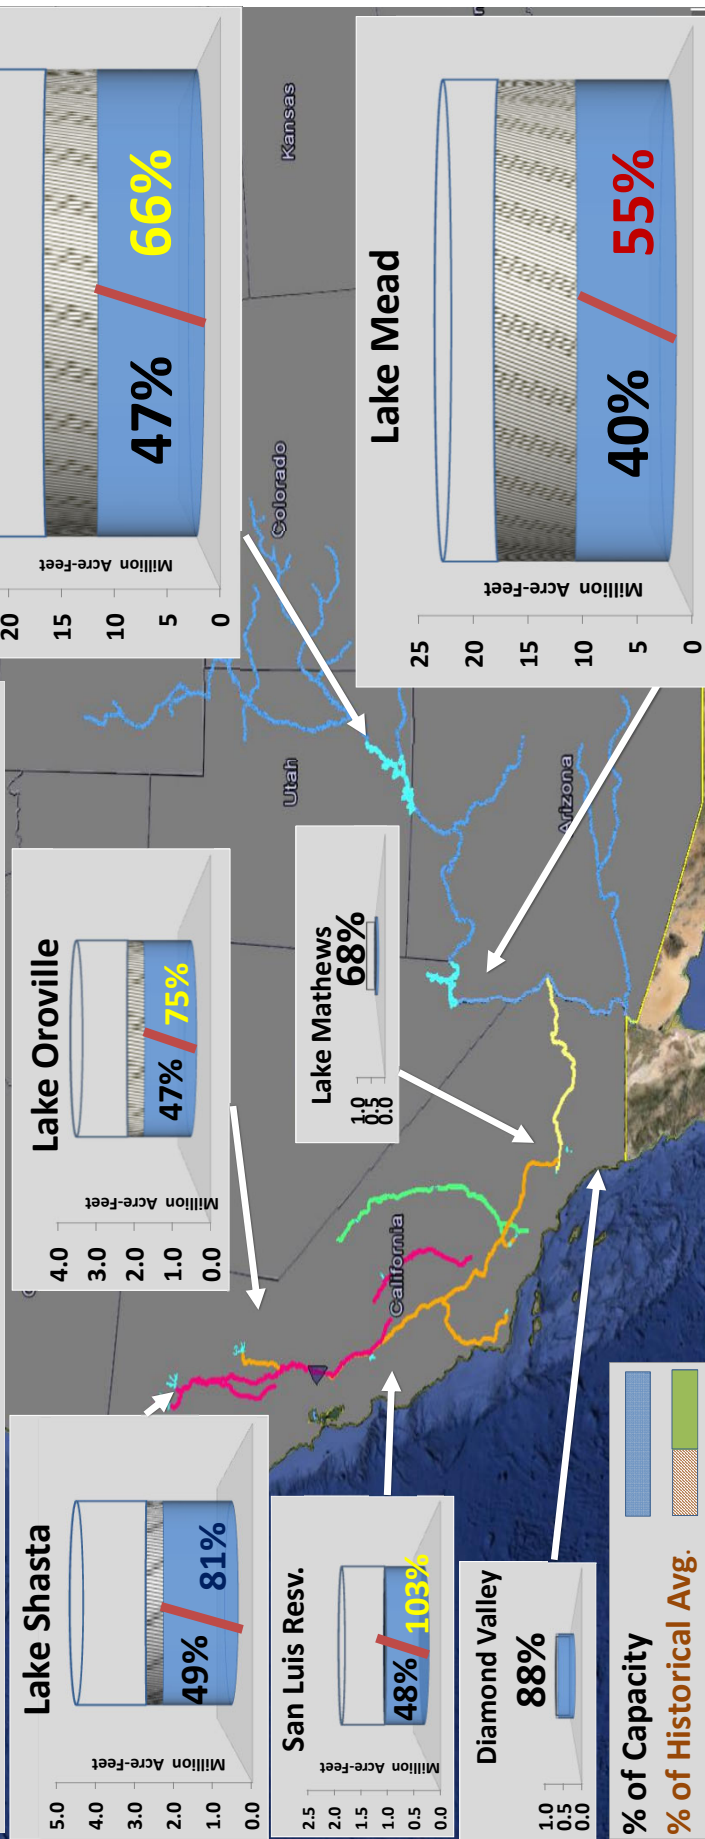 Lake Shasta
5.0
4.0
3.0
2.0
1.0
0.0
Million Acre-Feet
49%
81%
San Luis Resv.
2.5
2.0
1.5
1.0
0.5
0.0
Million Acre-Feet
48%
103%
Diamond Valley
1.0
0.5
0.0
88%
% of Capacity
% of Historical Avg.
Lake Oroville
4.0
3.0
2.0
1.0
0.0
Million Acre-Feet
47%
75%
Lake Mathews
1.0
0.5
0.0
68%
California
Utah
Arizona
Colorado
Kansas
20
15
10
5
0
Million Acre-Feet
47%
66%
Lake Mead
25
20
15
10
5
0
Million Acre-Feet
40%
55%